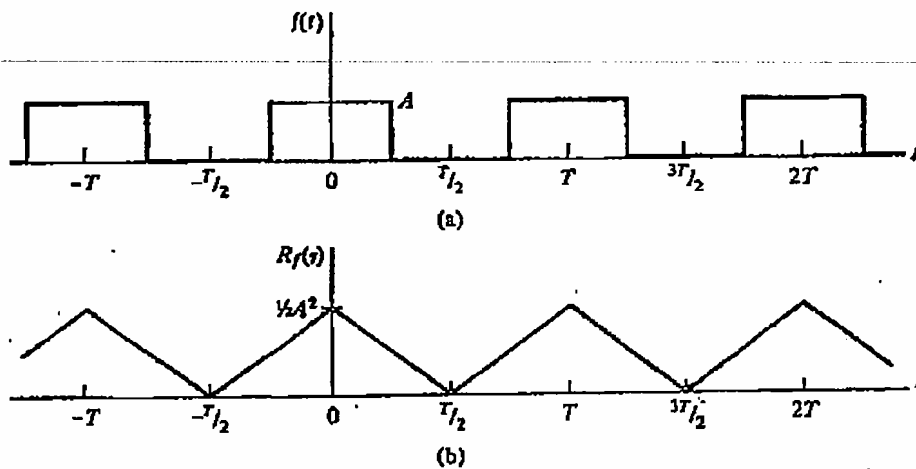 f(t)
A
-T
-T/2
0
T/2
T
3T/2
2T
t
(a)
R_f(τ)
½A²
-T
-T/2
0
T/2
T
3T/2
2T
(b)